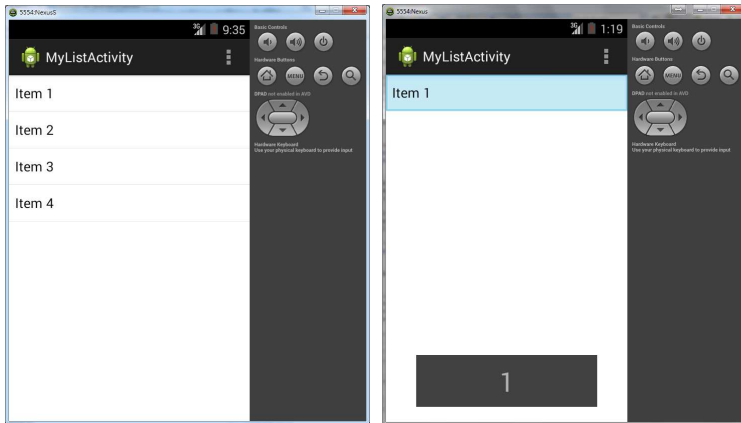 5554:NexusS
3G 9:35
MyListActivity
Item 1
Item 2
Item 3
Item 4
Basic Controls
Hardware Buttons
MENU
DPAD not enabled in AVD
Hardware Keyboard
Use your physical keyboard to provide input
5554:Nexus
3G 1:19
MyListActivity
Item 1
1
Basic Controls
Hardware Buttons
MENU
DPAD not enabled in AVD
Hardware Keyboard
Use your physical keyboard to provide input